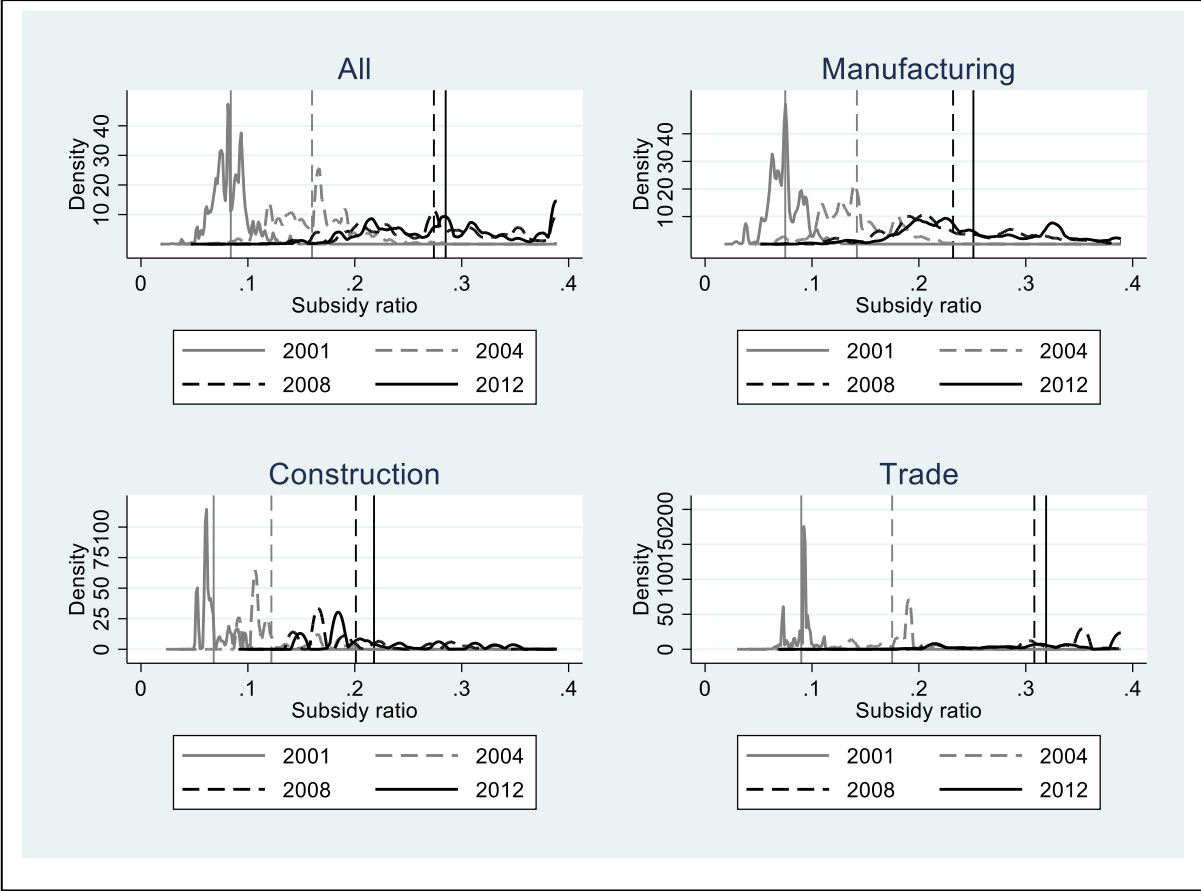 All
Density
10 20 30 40
0 .1 .2 .3 .4
Subsidy ratio
2001 2004
2008 2012
Manufacturing
Density
10 20 30 40
0 .1 .2 .3 .4
Subsidy ratio
2001 2004
2008 2012
Construction
Density
0 25 50 75 100
0 .1 .2 .3 .4
Subsidy ratio
2001 2004
2008 2012
Trade
Density
0 50 100 150 200
0 .1 .2 .3 .4
Subsidy ratio
2001 2004
2008 2012